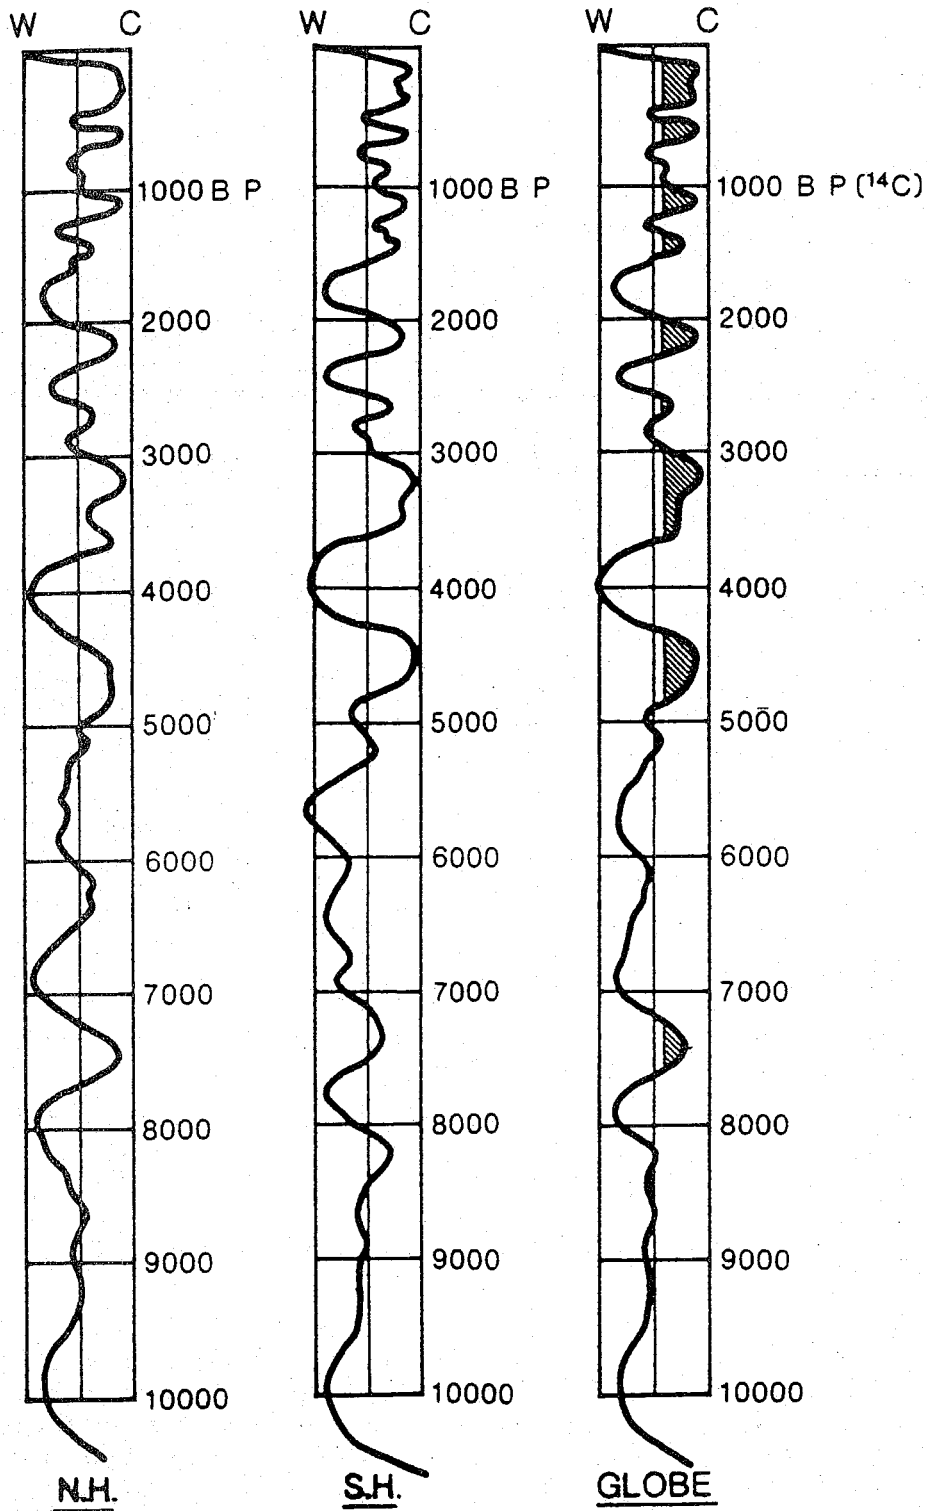 W C W C W C
1000 B P 1000 B P 1000 B P (¹⁴C)
2000 2000 2000
3000 3000 3000
4000 4000 4000
5000 5000 5000
6000 6000 6000
7000 7000 7000
8000 8000 8000
9000 9000 9000
10000 10000 10000
N.H. S.H. GLOBE